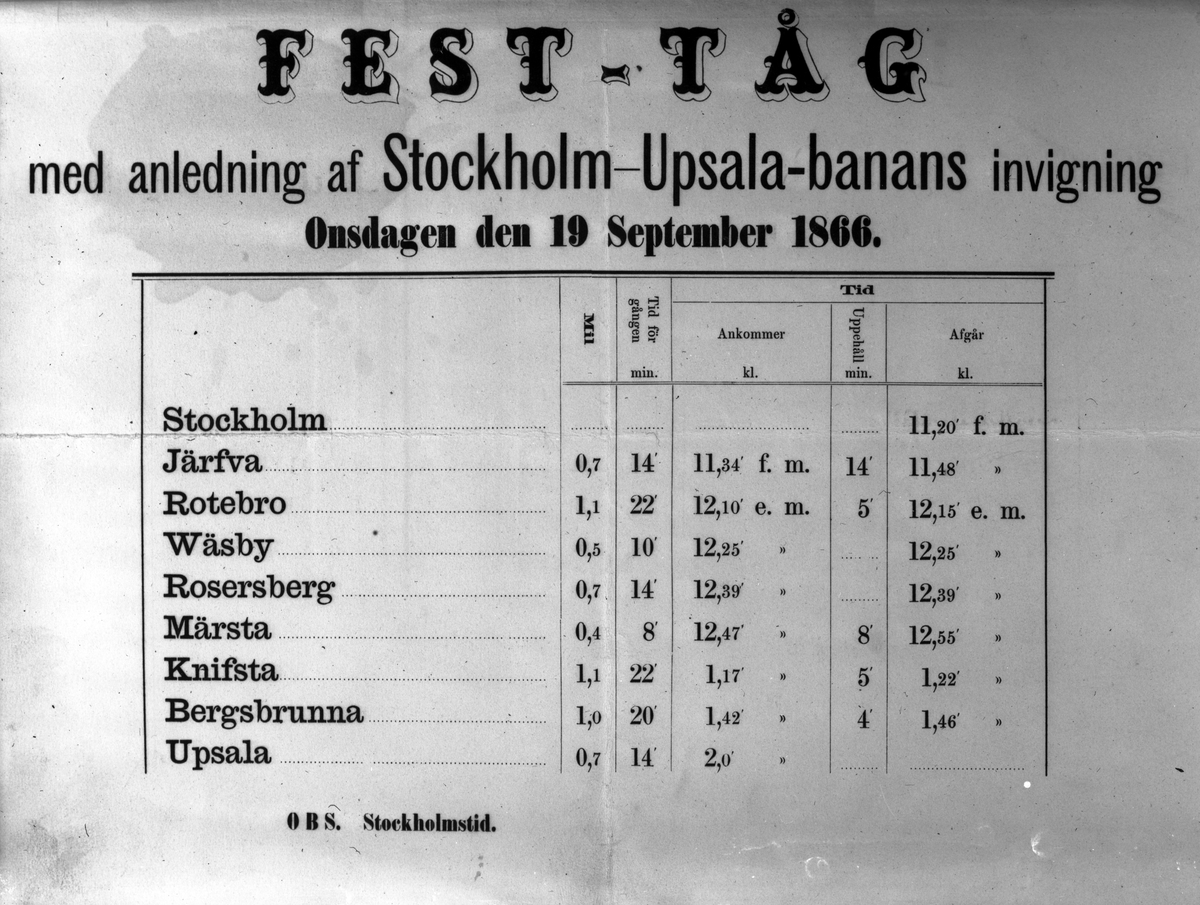 FEST-TÅG
med anledning af Stockholm–Upsala-banans invigning
Onsdagen den 19 September 1866.
Mil Tid för gången min. Tid
Ankommer kl. Uppehåll min. Afgår kl.
Stockholm 11,20′ f. m.
Järfva 0,7 14′ 11,34′ f. m. 14′ 11,48′ »
Rotebro 1,1 22′ 12,10′ e. m. 5′ 12,15′ e. m.
Wäsby 0,5 10′ 12,25′ » 12,25′ »
Rosersberg 0,7 14′ 12,39′ » 12,39′ »
Märsta 0,4 8′ 12,47′ » 8′ 12,55′ »
Knifsta 1,1 22′ 1,17′ » 5′ 1,22′ »
Bergsbrunna 1,0 20′ 1,42′ » 4′ 1,46′ »
Upsala 0,7 14′ 2,0′ »
OBS. Stockholmstid.